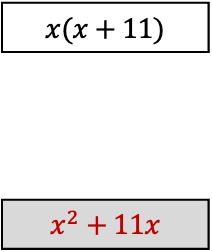 x(x + 11)
x² + 11x